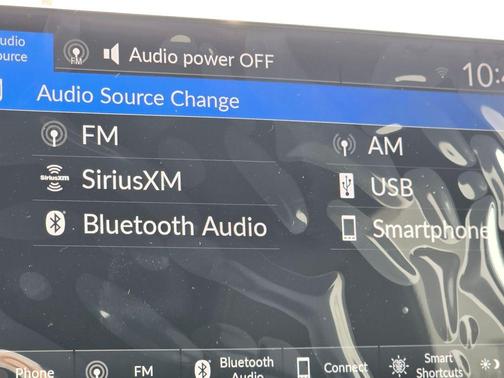 udio
ource
FM
Audio power OFF
10:
Audio Source Change
FM
AM
SiriusXM
SiriusXM
USB
Bluetooth Audio
Smartphone
Phone
FM
Bluetooth
Audio
Connect
Smart
Shortcuts